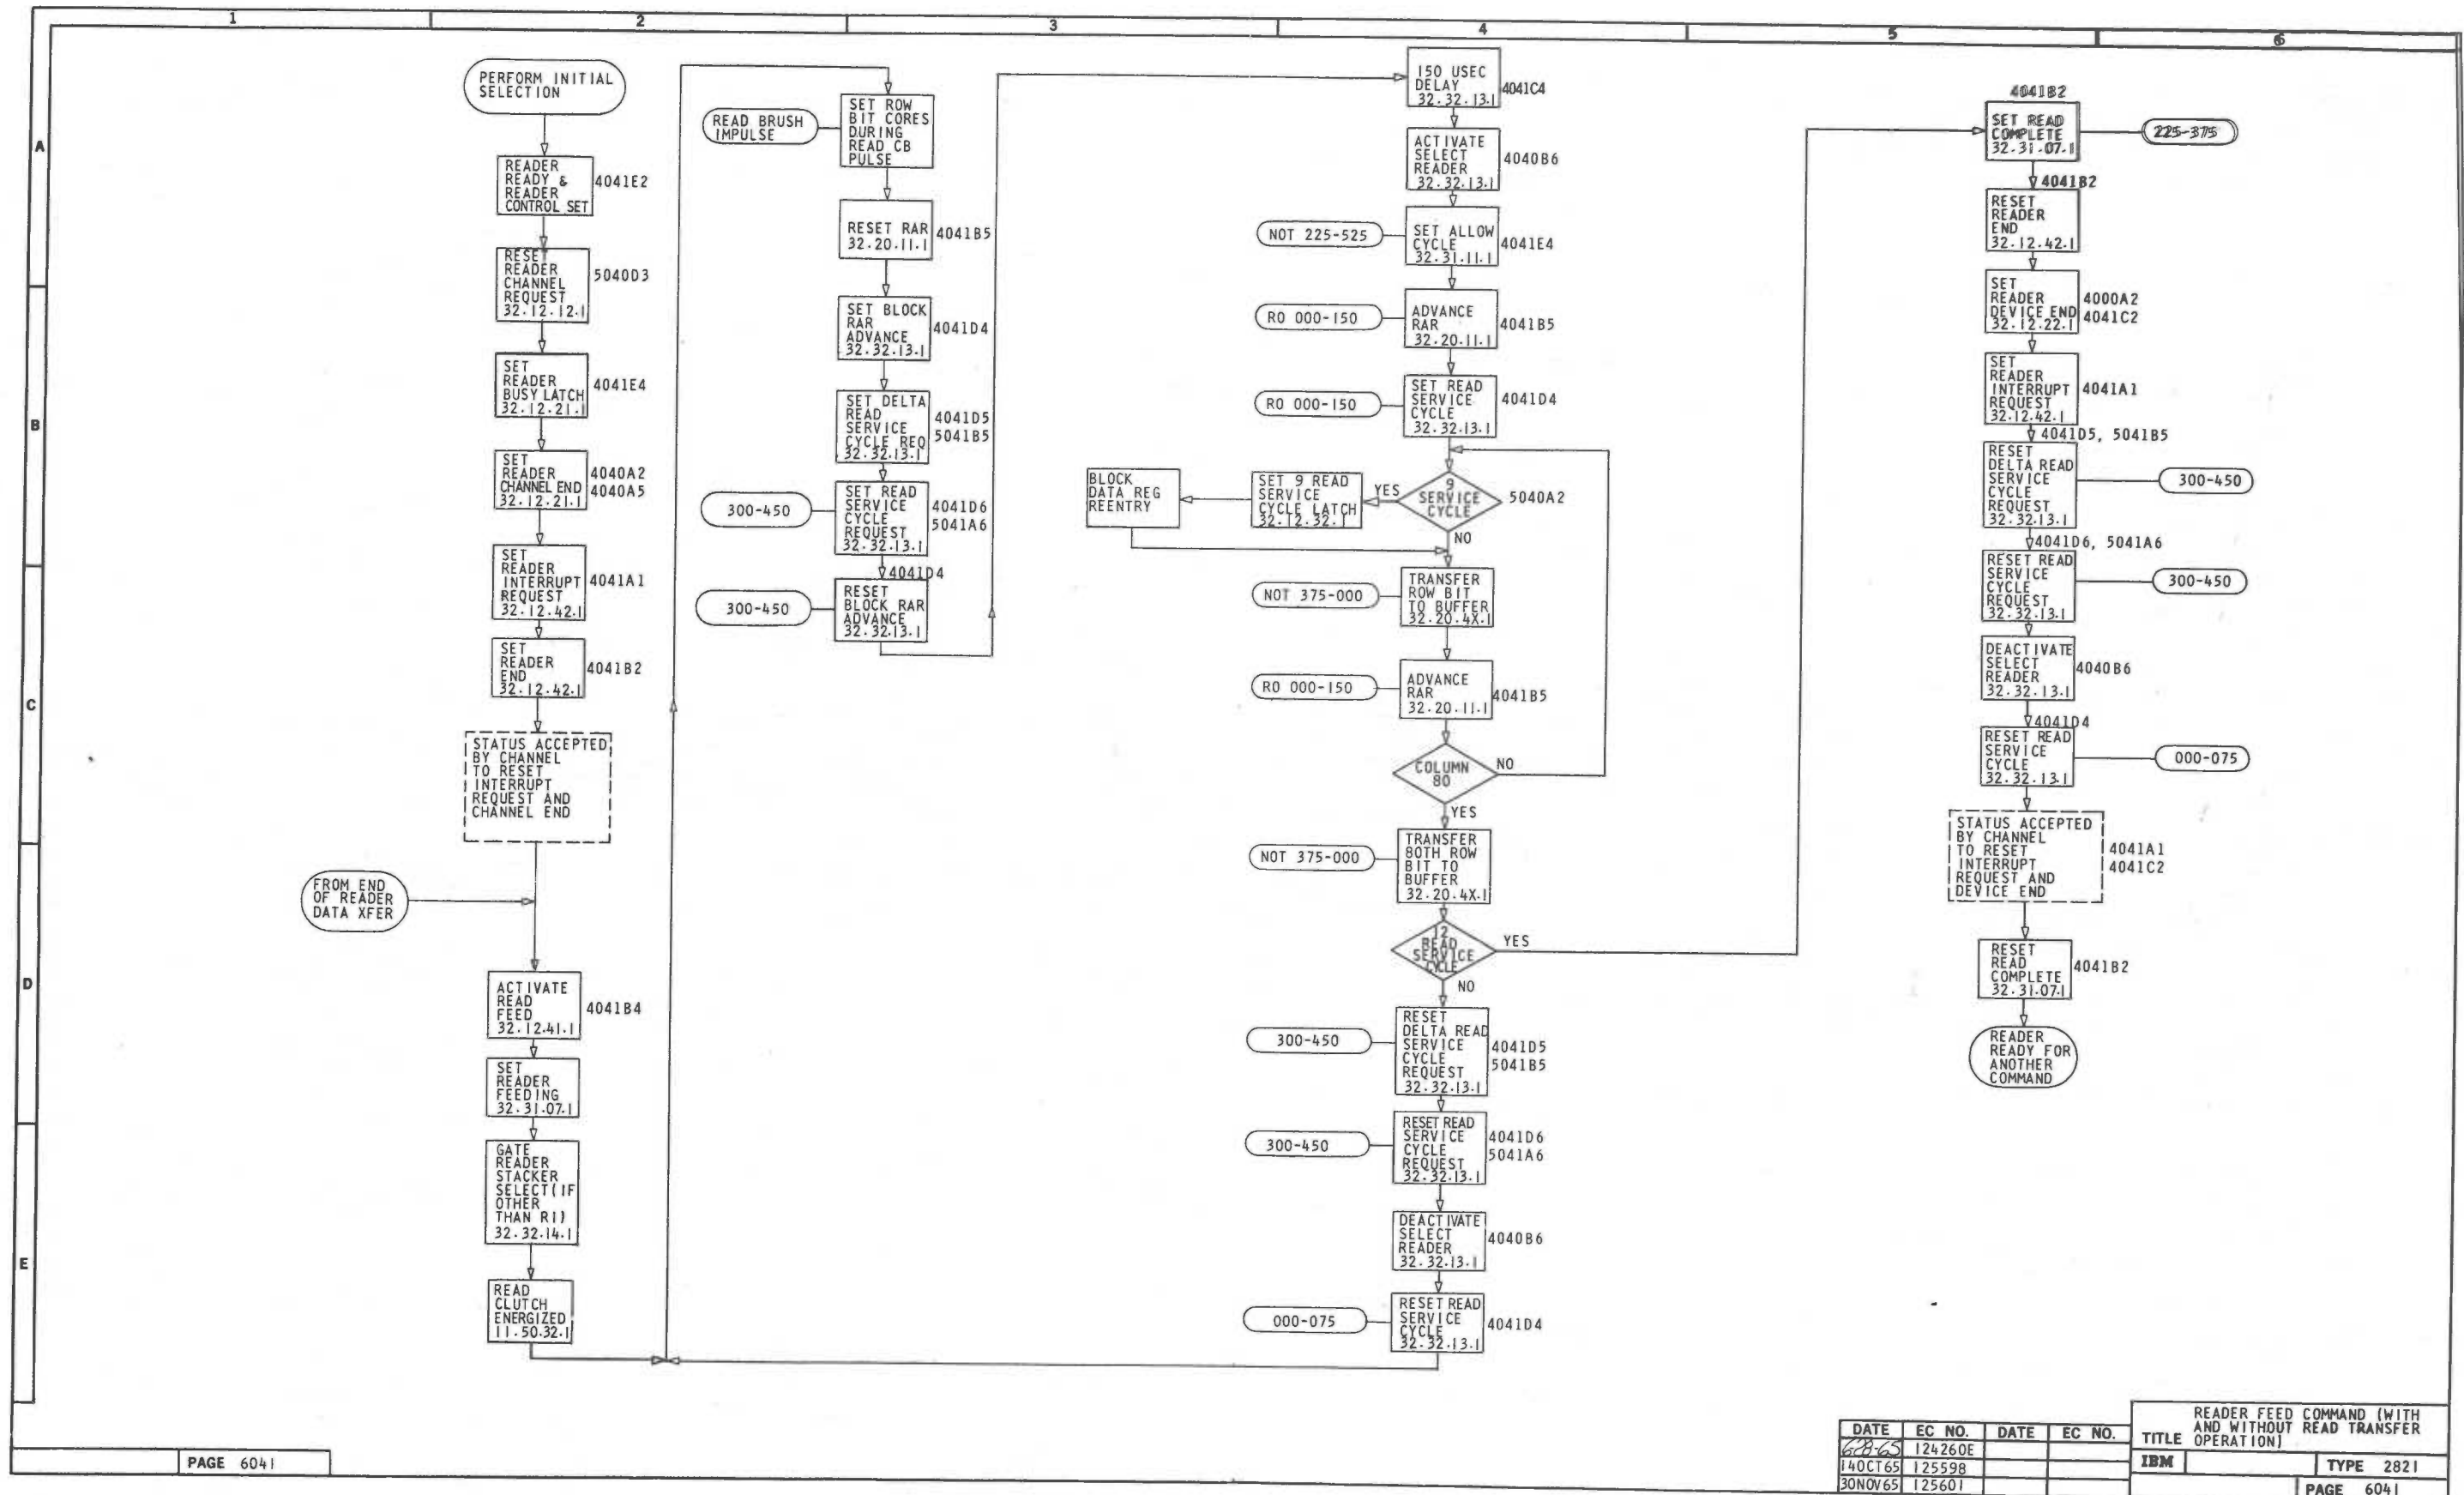 1
2
3
4
5
6
A
B
C
D
E
PERFORM INITIAL
SELECTION
READER
READY &
READER
CONTROL SET
4041E2
RESET
READER
CHANNEL
REQUEST
32.12.12.1
5040D3
SET
READER
BUSY LATCH
32.12.21.1
4041E4
SET
READER
CHANNEL END
32.12.21.1
4040A2
4040A5
SET
READER
INTERRUPT
REQUEST
32.12.42.1
4041A1
SET
READER
END
32.12.42.1
4041B2
STATUS ACCEPTED
BY CHANNEL
TO RESET
INTERRUPT
REQUEST AND
CHANNEL END
FROM END
OF READER
DATA XFER
ACTIVATE
READ
FEED
32.12.41.1
4041B4
SET
READER
FEEDING
32.31.07.1
GATE
READER
STACKER
SELECT(IF
OTHER
THAN R1)
32.32.14.1
READ
CLUTCH
ENERGIZED
11.50.32.1
READ BRUSH
IMPULSE
SET ROW
BIT CORES
DURING
READ CB
PULSE
RESET RAR
32.20.11.1
4041B5
SET BLOCK
RAR
ADVANCE
32.32.13.1
4041D4
SET DELTA
READ
SERVICE
CYCLE REQ
32.32.13.1
4041D5
5041B5
300-450
SET READ
SERVICE
CYCLE
REQUEST
32.32.13.1
4041D6
5041A6
4041D4
300-450
RESET
BLOCK RAR
ADVANCE
32.32.13.1
150 USEC
DELAY
32.32.13.1
4041C4
ACTIVATE
SELECT
READER
32.32.13.1
4040B6
NOT 225-525
SET ALLOW
CYCLE
32.31.11.1
4041E4
R0 000-150
ADVANCE
RAR
32.20.11.1
4041B5
R0 000-150
SET READ
SERVICE
CYCLE
32.32.13.1
4041D4
BLOCK
DATA REG
REENTRY
SET 9 READ
SERVICE
CYCLE LATCH
32.12.32.1
YES
9
SERVICE
CYCLE
5040A2
NO
NOT 375-000
TRANSFER
ROW BIT
TO BUFFER
32.20.4X.1
R0 000-150
ADVANCE
RAR
32.20.11.1
4041B5
COLUMN
80
NO
YES
NOT 375-000
TRANSFER
80TH ROW
BIT TO
BUFFER
32.20.4X.1
12
READ
SERVICE
CYCLE
YES
NO
300-450
RESET
DELTA READ
SERVICE
CYCLE
REQUEST
32.32.13.1
4041D5
5041B5
300-450
RESET READ
SERVICE
CYCLE
REQUEST
32.32.13.1
4041D6
5041A6
DEACTIVATE
SELECT
READER
32.32.13.1
4040B6
000-075
RESET READ
SERVICE
CYCLE
32.32.13.1
4041D4
4041B2
SET READ
COMPLETE
32.31.07.1
225-375
4041B2
RESET
READER
END
32.12.42.1
SET
READER
DEVICE END
32.12.22.1
4000A2
4041C2
SET
READER
INTERRUPT
REQUEST
32.12.42.1
4041A1
4041D5, 5041B5
RESET
DELTA READ
SERVICE
CYCLE
REQUEST
32.32.13.1
300-450
4041D6, 5041A6
RESET READ
SERVICE
CYCLE
REQUEST
32.32.13.1
300-450
DEACTIVATE
SELECT
READER
32.32.13.1
4040B6
4041D4
RESET READ
SERVICE
CYCLE
32.32.13.1
000-075
STATUS ACCEPTED
BY CHANNEL
TO RESET
INTERRUPT
REQUEST AND
DEVICE END
4041A1
4041C2
RESET
READ
COMPLETE
32.31.07.1
4041B2
READER
READY FOR
ANOTHER
COMMAND
PAGE 6041
DATE EC NO. DATE EC NO.
6-28-65 124260E
14OCT65 125598
30NOV65 125601
TITLE READER FEED COMMAND (WITH
AND WITHOUT READ TRANSFER
OPERATION)
IBM TYPE 2821
PAGE 6041